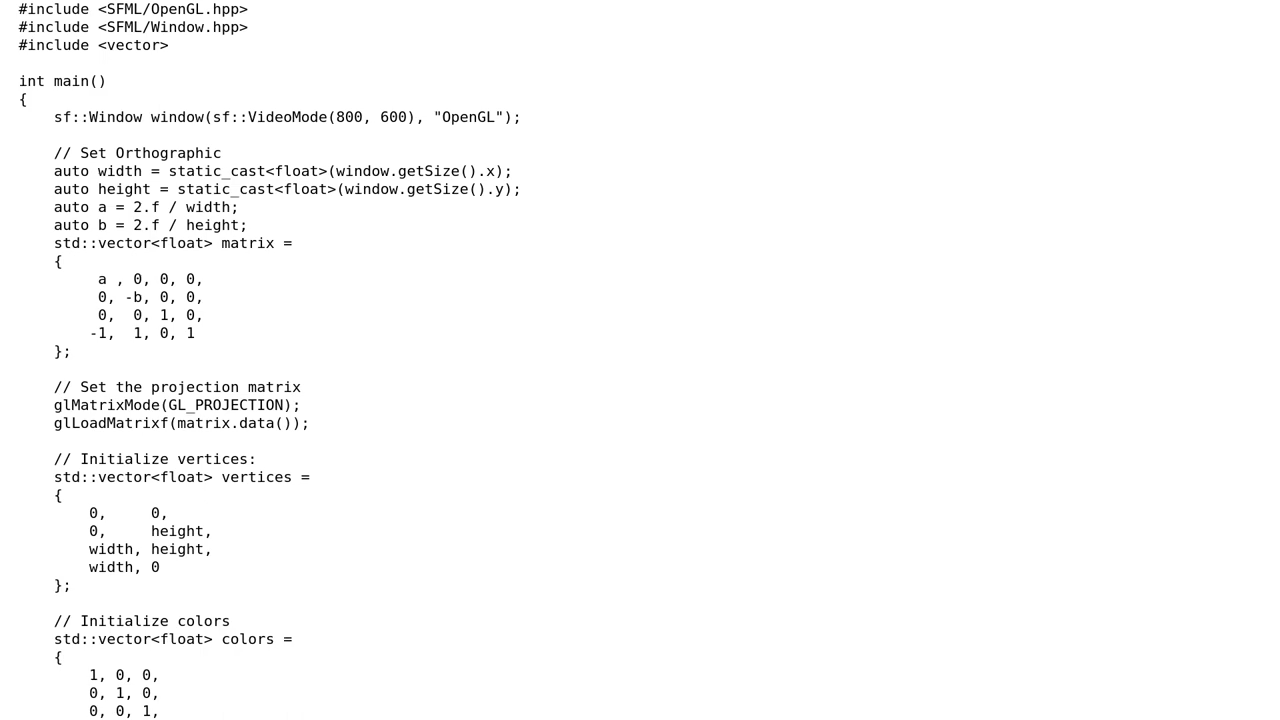 #include <SFML/OpenGL.hpp>
#include <SFML/Window.hpp>
#include <vector>

int main()
{
    sf::Window window(sf::VideoMode(800, 600), "OpenGL");

    // Set Orthographic
    auto width = static_cast<float>(window.getSize().x);
    auto height = static_cast<float>(window.getSize().y);
    auto a = 2.f / width;
    auto b = 2.f / height;
    std::vector<float> matrix =
    {
         a , 0, 0, 0,
         0, -b, 0, 0,
         0,  0, 1, 0,
        -1,  1, 0, 1
    };

    // Set the projection matrix
    glMatrixMode(GL_PROJECTION);
    glLoadMatrixf(matrix.data());

    // Initialize vertices:
    std::vector<float> vertices =
    {
        0,     0,
        0,     height,
        width, height,
        width, 0
    };

    // Initialize colors
    std::vector<float> colors =
    {
        1, 0, 0,
        0, 1, 0,
        0, 0, 1,